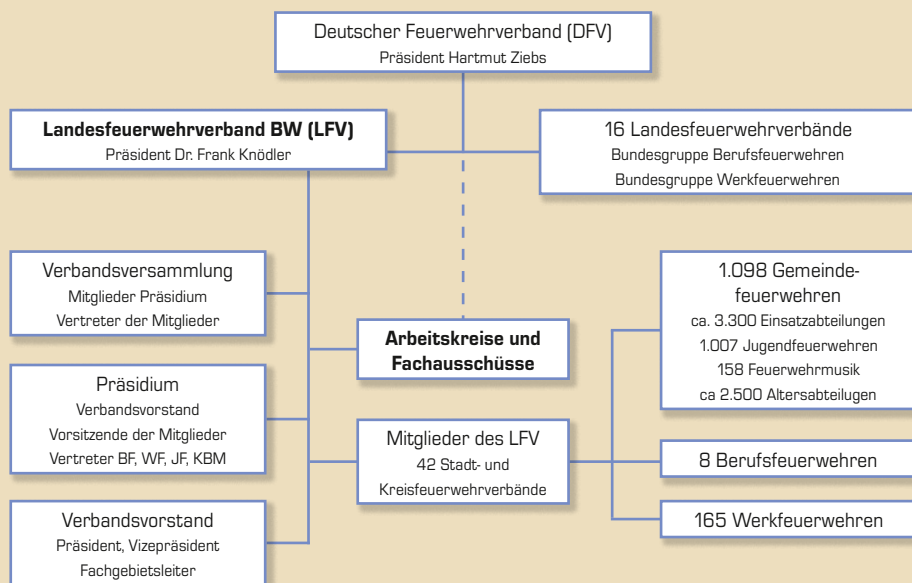 Deutscher Feuerwehrverband (DFV)
Präsident Hartmut Ziebs
Landesfeuerwehrverband BW (LFV)
Präsident Dr. Frank Knödler
16 Landesfeuerwehrverbände
Bundesgruppe Berufsfeuerwehren
Bundesgruppe Werkfeuerwehren
Verbandsversammlung
Mitglieder Präsidium
Vertreter der Mitglieder
Präsidium
Verbandsvorstand
Vorsitzende der Mitglieder
Vertreter BF, WF, JF, KBM
Verbandsvorstand
Präsident, Vizepräsident
Fachgebietsleiter
Arbeitskreise und
Fachausschüsse
Mitglieder des LFV
42 Stadt- und
Kreisfeuerwehrverbände
1.098 Gemeinde-
feuerwehren
ca. 3.300 Einsatzabteilungen
1.007 Jugendfeuerwehren
158 Feuerwehrmusik
ca 2.500 Altersabteilugen
8 Berufsfeuerwehren
165 Werkfeuerwehren